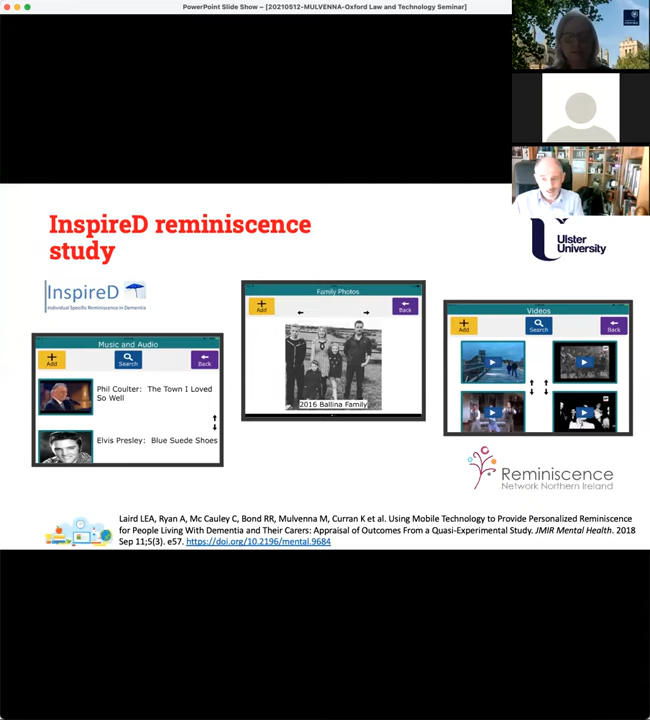 PowerPoint Slide Show – [20210512-MULVENNA-Oxford Law and Technology Seminar]
InspireD reminiscence
study
Ulster
University
InspireD
Individual Specific Reminiscence in Dementia
Music and Audio
Add
Search
Back
Phil Coulter: The Town I Loved
So Well
Elvis Presley: Blue Suede Shoes
Family Photos
Add
Back
2016 Ballina Family
Videos
Add
Search
Back
Reminiscence
Network Northern Ireland
Laird LEA, Ryan A, Mc Cauley C, Bond RR, Mulvenna M, Curran K et al. Using Mobile Technology to Provide Personalized Reminiscence
for People Living With Dementia and Their Carers: Appraisal of Outcomes From a Quasi-Experimental Study. JMIR Mental Health. 2018
Sep 11;5(3). e57. https://doi.org/10.2196/mental.9684